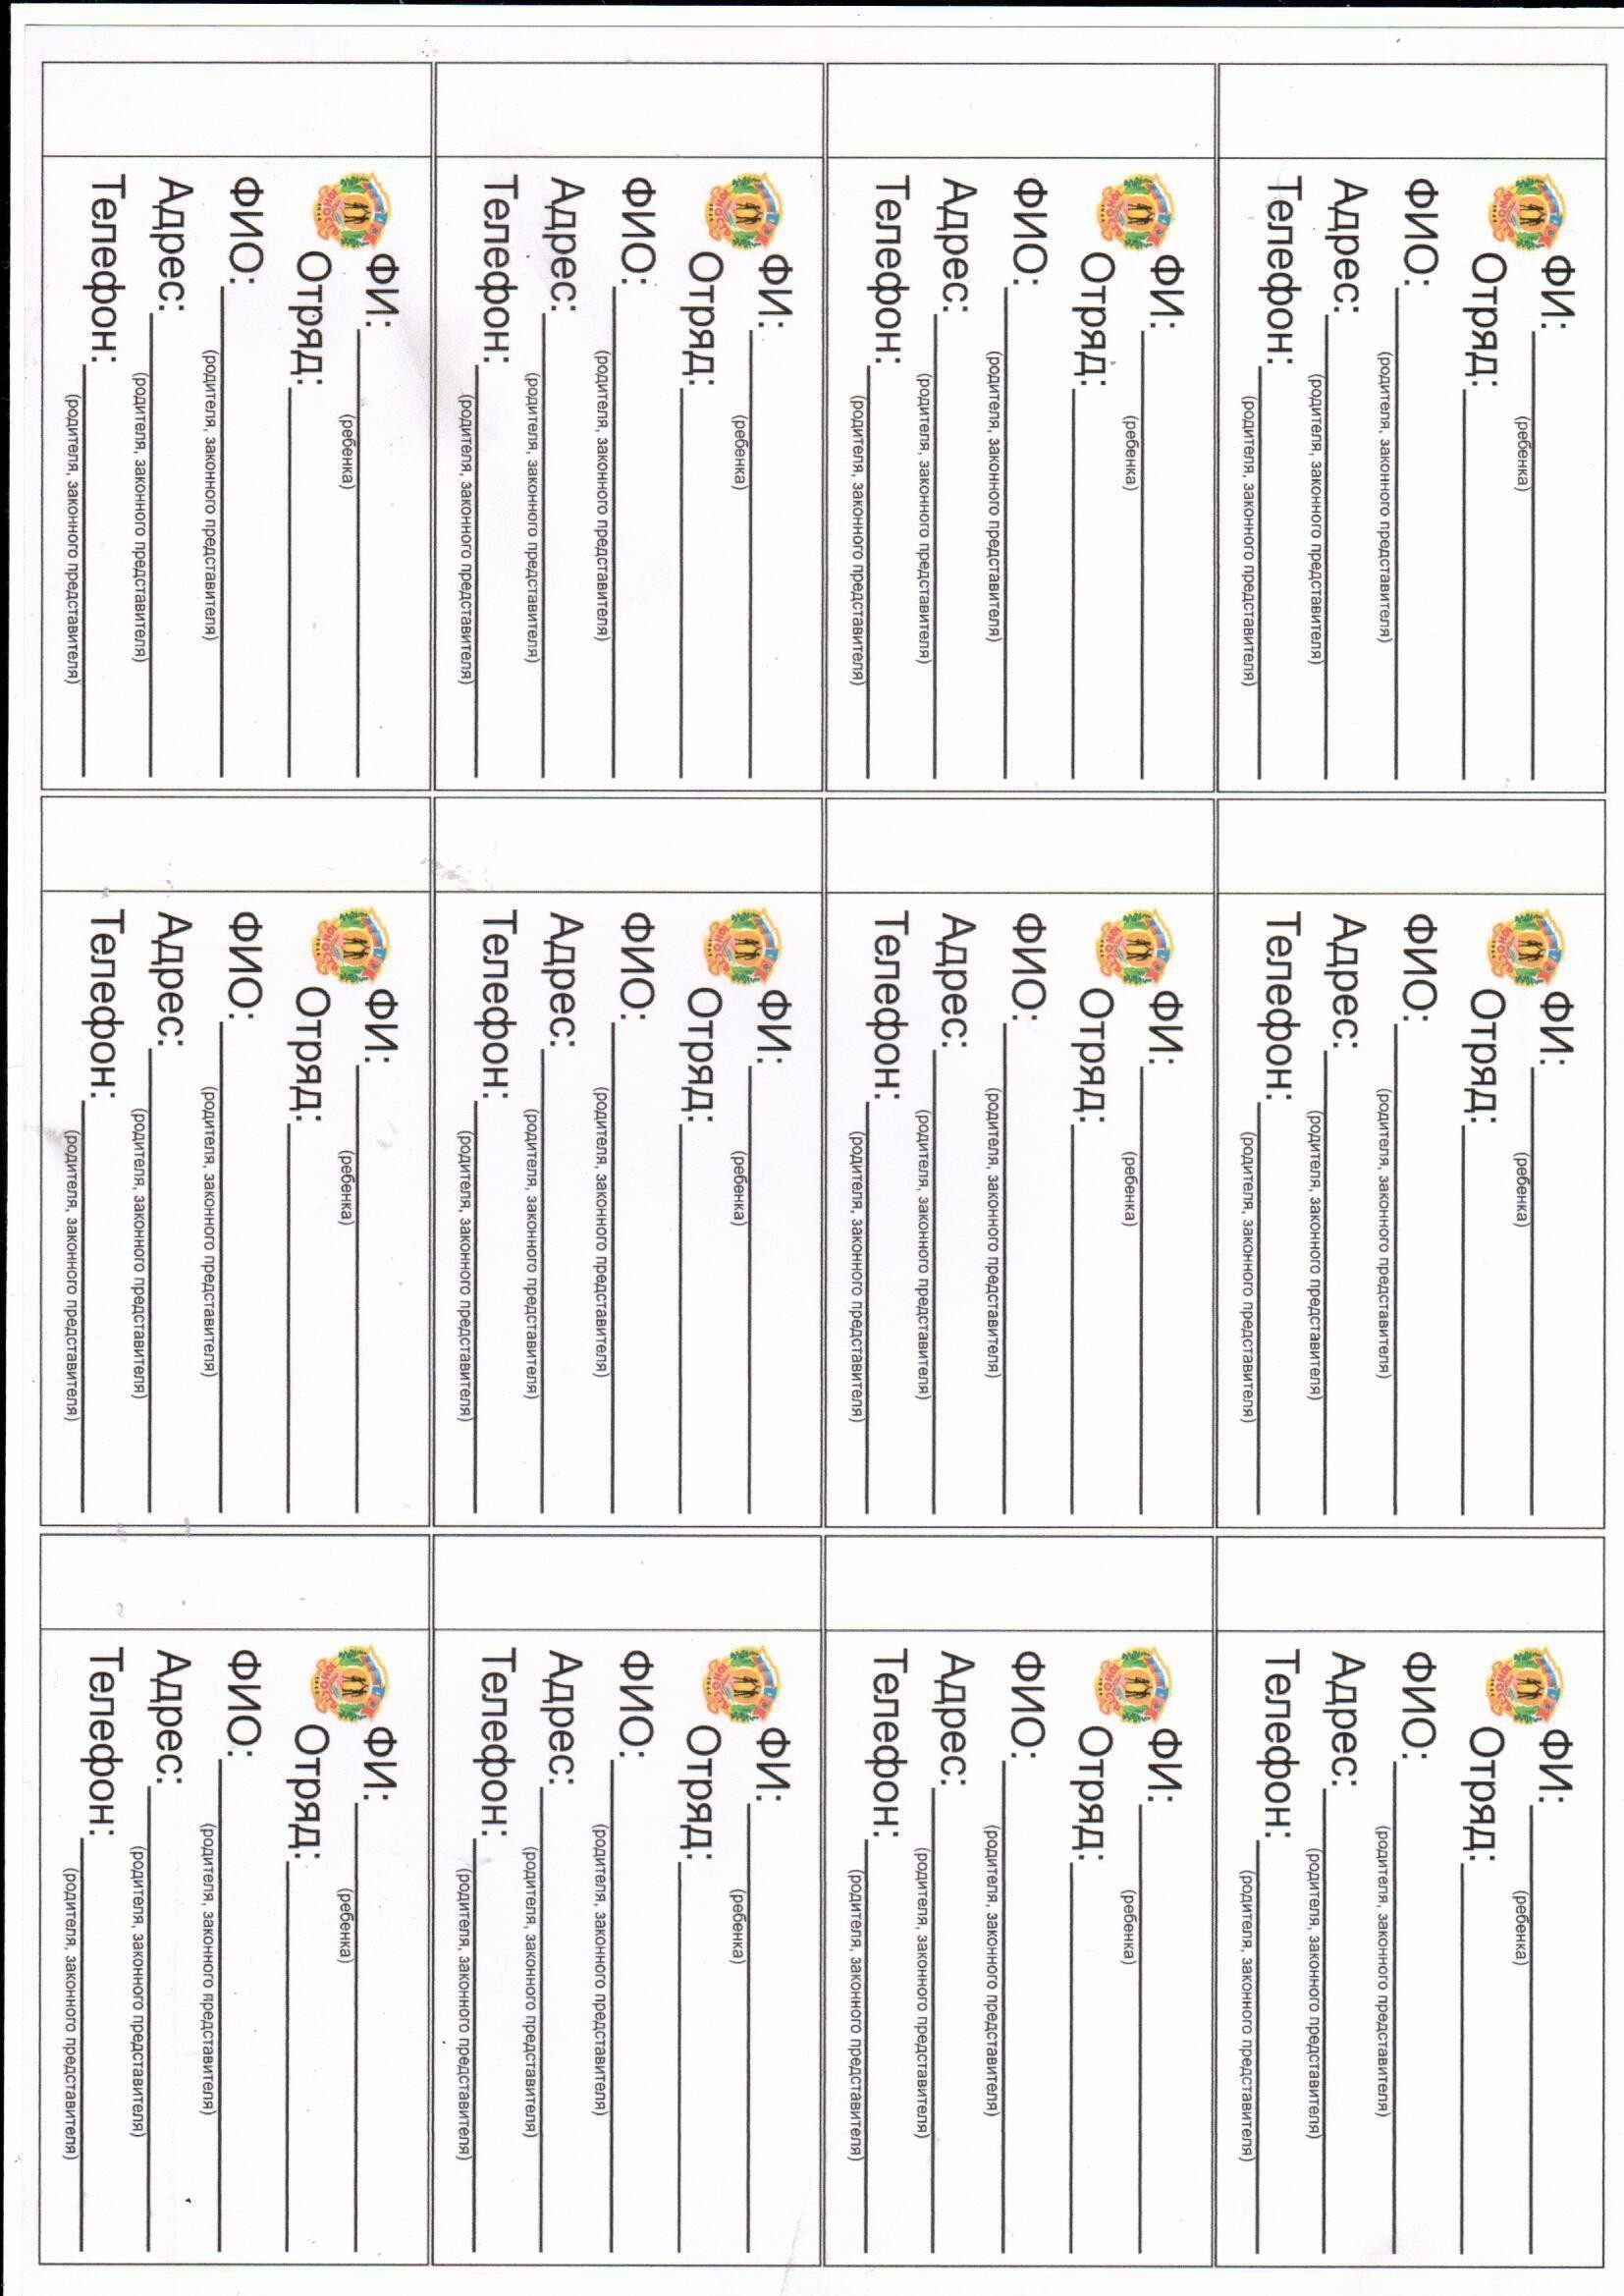 ФИ:
(ребенка)
Отряд:
ФИО:
(родителя, законного представителя)
Адрес:
(родителя, законного представителя)
Телефон:
(родителя, законного представителя)
ФИ:
(ребенка)
Отряд:
ФИО:
(родителя, законного представителя)
Адрес:
(родителя, законного представителя)
Телефон:
(родителя, законного представителя)
ФИ:
(ребенка)
Отряд:
ФИО:
(родителя, законного представителя)
Адрес:
(родителя, законного представителя)
Телефон:
(родителя, законного представителя)
ФИ:
(ребенка)
Отряд:
ФИО:
(родителя, законного представителя)
Адрес:
(родителя, законного представителя)
Телефон:
(родителя, законного представителя)
ФИ:
(ребенка)
Отряд:
ФИО:
(родителя, законного представителя)
Адрес:
(родителя, законного представителя)
Телефон:
(родителя, законного представителя)
ФИ:
(ребенка)
Отряд:
ФИО:
(родителя, законного представителя)
Адрес:
(родителя, законного представителя)
Телефон:
(родителя, законного представителя)
ФИ:
(ребенка)
Отряд:
ФИО:
(родителя, законного представителя)
Адрес:
(родителя, законного представителя)
Телефон:
(родителя, законного представителя)
ФИ:
(ребенка)
Отряд:
ФИО:
(родителя, законного представителя)
Адрес:
(родителя, законного представителя)
Телефон:
(родителя, законного представителя)
ФИ:
(ребенка)
Отряд:
ФИО:
(родителя, законного представителя)
Адрес:
(родителя, законного представителя)
Телефон:
(родителя, законного представителя)
ФИ:
(ребенка)
Отряд:
ФИО:
(родителя, законного представителя)
Адрес:
(родителя, законного представителя)
Телефон:
(родителя, законного представителя)
ФИ:
(ребенка)
Отряд:
ФИО:
(родителя, законного представителя)
Адрес:
(родителя, законного представителя)
Телефон:
(родителя, законного представителя)
ФИ:
(ребенка)
Отряд:
ФИО:
(родителя, законного представителя)
Адрес:
(родителя, законного представителя)
Телефон:
(родителя, законного представителя)